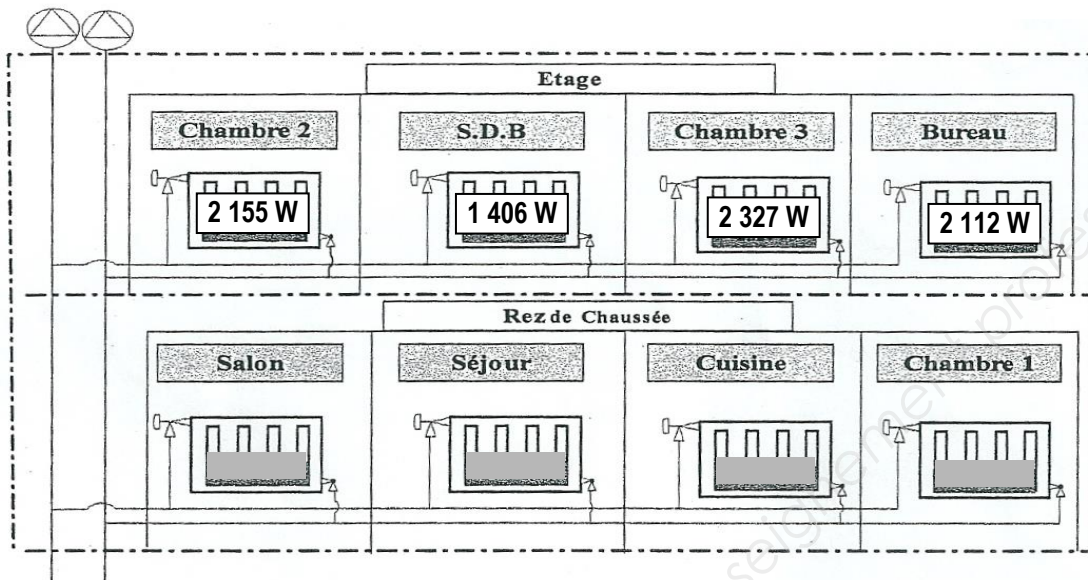 Etage
Chambre 2 S.D.B Chambre 3 Bureau
2 155 W 1 406 W 2 327 W 2 112 W
Rez de Chaussée
Salon Séjour Cuisine Chambre 1